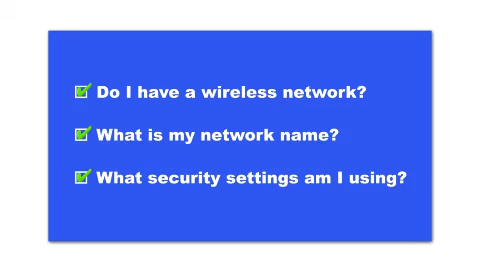 Do I have a wireless network?
What is my network name?
What security settings am I using?